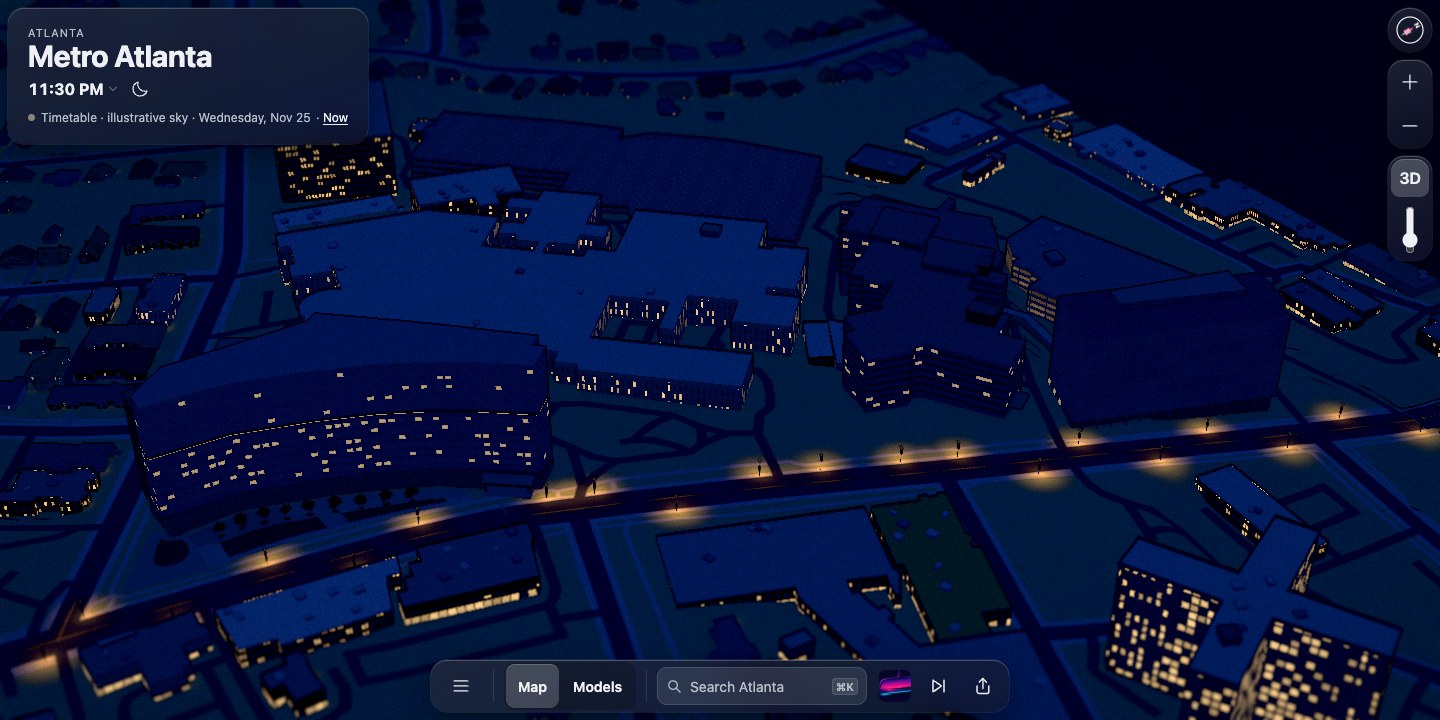 ATLANTA
Metro Atlanta
11:30 PM
Timetable · illustrative sky · Wednesday, Nov 25 · Now
3D
Map
Models
Search Atlanta
⌘K